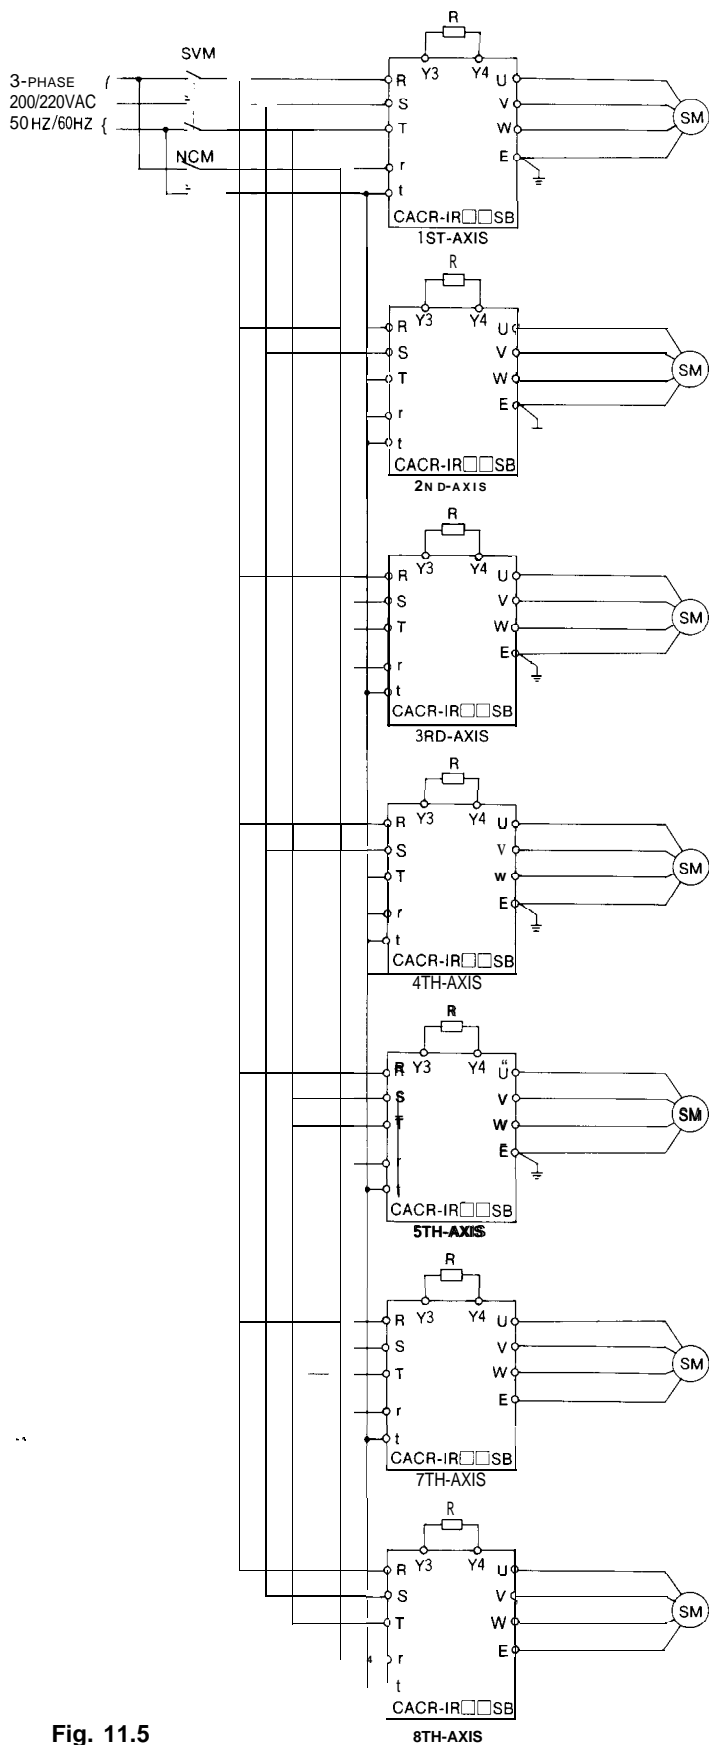 R
SVM
3-PHASE (
200/220VAC
50HZ/60HZ {
NCM
Y3 Y4
R U
S V
T W
SM
r E
t
CACR-IR□□SB
1ST-AXIS
R
Y3 Y4
R U
S V
T W
SM
r E
t
CACR-IR□□SB
2ND-AXIS
R
Y3 Y4
R U
S V
T W
SM
r E
t
CACR-IR□□SB
3RD-AXIS
R
Y3 Y4
R U
S V
T w
SM
r E
t
CACR-IR□□SB
4TH-AXIS
R
Y3 Y4
R U
S V
T W
SM
r E
t
CACR-IR□□SB
5TH-AXIS
R
Y3 Y4
R U
S V
T W
SM
r E
t
CACR-IR□□SB
7TH-AXIS
R
Y3 Y4
R U
S V
T W
SM
4 r E
t
CACR-IR□□SB
8TH-AXIS
Fig. 11.5